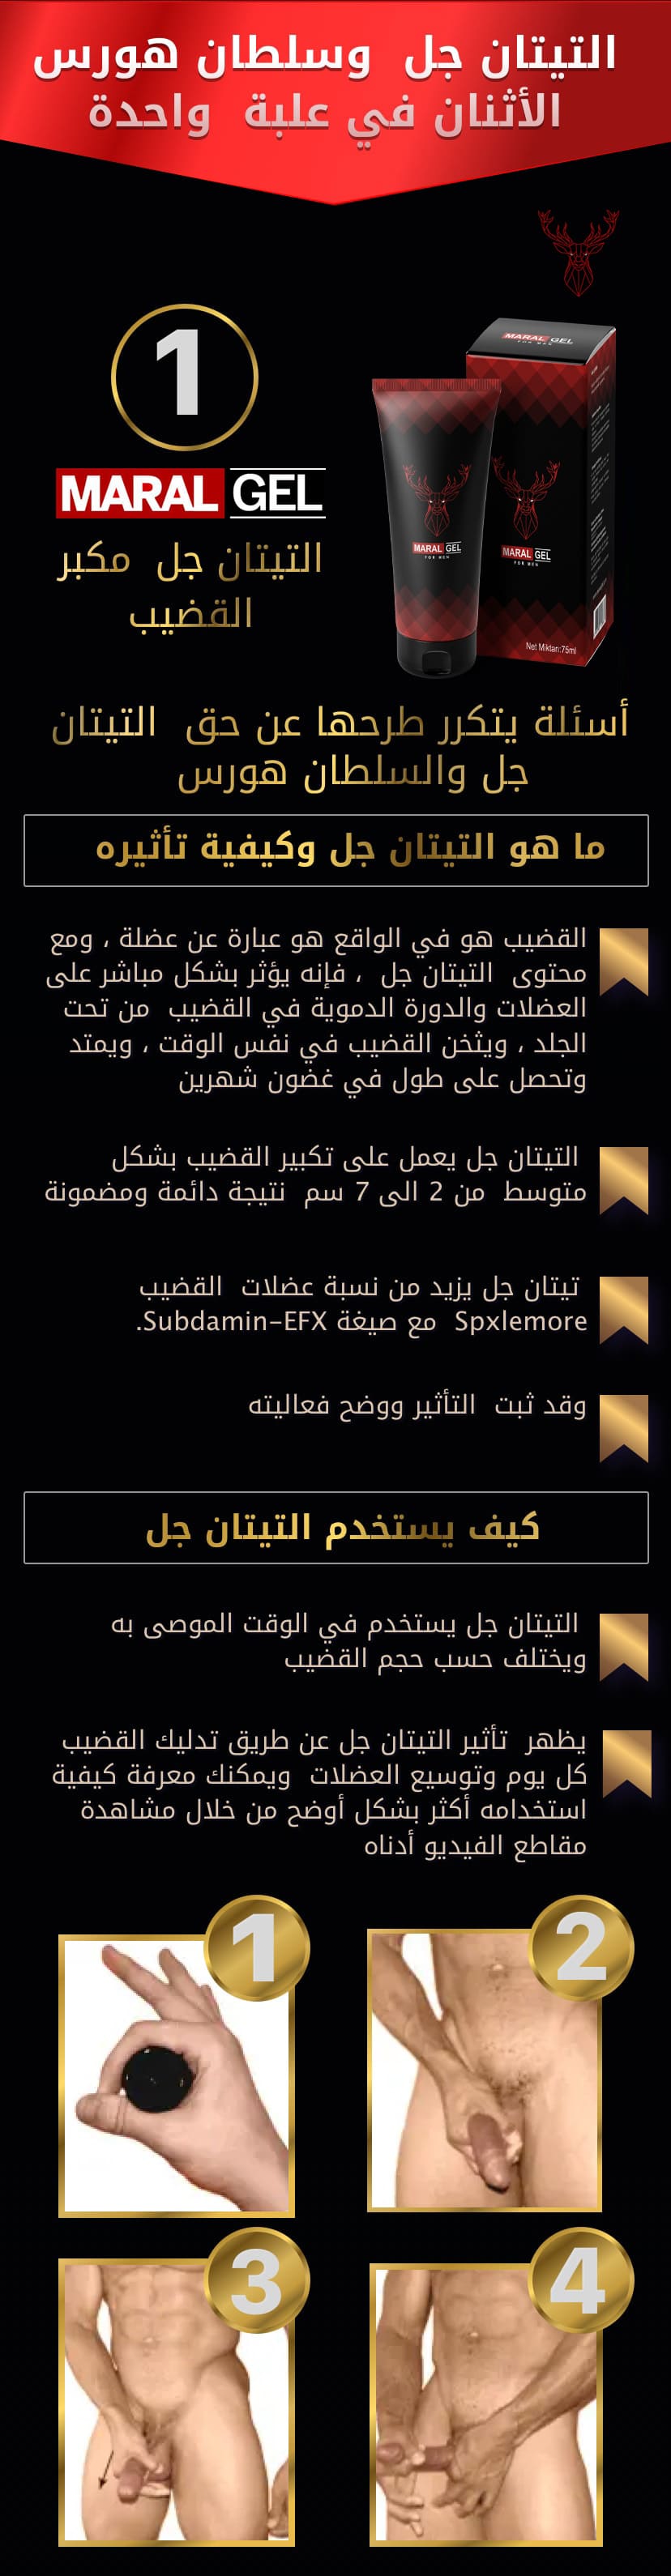 التيتان جل وسلطان هورس
الأثنان في علبة واحدة
1
MARAL GEL
التيتان جل مكبر
القضيب
MARAL GEL
FOR MEN
MARAL GEL
FOR MEN
MARAL GEL
FOR MEN
Net Miktarı:75ml
أسئلة يتكرر طرحها عن حق التيتان
جل والسلطان هورس
ما هو التيتان جل وكيفية تأثيره
القضيب هو في الواقع هو عبارة عن عضلة ، ومع
محتوى التيتان جل ، فإنه يؤثر بشكل مباشر على
العضلات والدورة الدموية في القضيب من تحت
الجلد ، ويثخن القضيب في نفس الوقت ، ويمتد
وتحصل على طول في غضون شهرين
التيتان جل يعمل على تكبير القضيب بشكل
متوسط من 2 الى 7 سم نتيجة دائمة ومضمونة
تيتان جل يزيد من نسبة عضلات القضيب
Spxlemore مع صيغة Subdamin-EFX.
وقد ثبت التأثير ووضح فعاليته
كيف يستخدم التيتان جل
التيتان جل يستخدم في الوقت الموصى به
ويختلف حسب حجم القضيب
يظهر تأثير التيتان جل عن طريق تدليك القضيب
كل يوم وتوسيع العضلات ويمكنك معرفة كيفية
استخدامه أكثر بشكل أوضح من خلال مشاهدة
مقاطع الفيديو أدناه
1
2
3
4